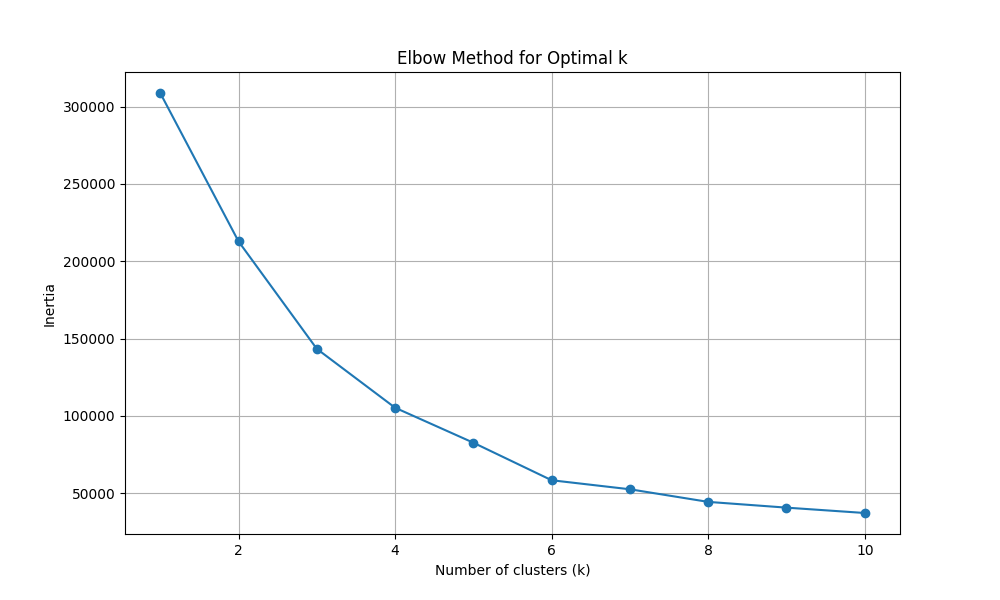 Elbow Method for Optimal k
300000
250000
200000
150000
100000
50000
Inertia
2 4 6 8 10
Number of clusters (k)